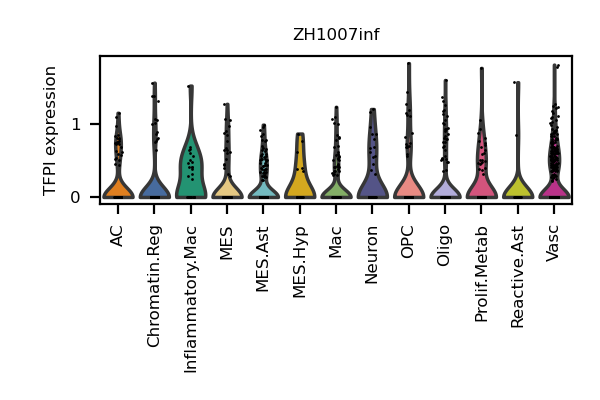 ZH1007inf
TFPI expression
1
0
AC
Chromatin.Reg
Inflammatory.Mac
MES
MES.Ast
MES.Hyp
Mac
Neuron
OPC
Oligo
Prolif.Metab
Reactive.Ast
Vasc